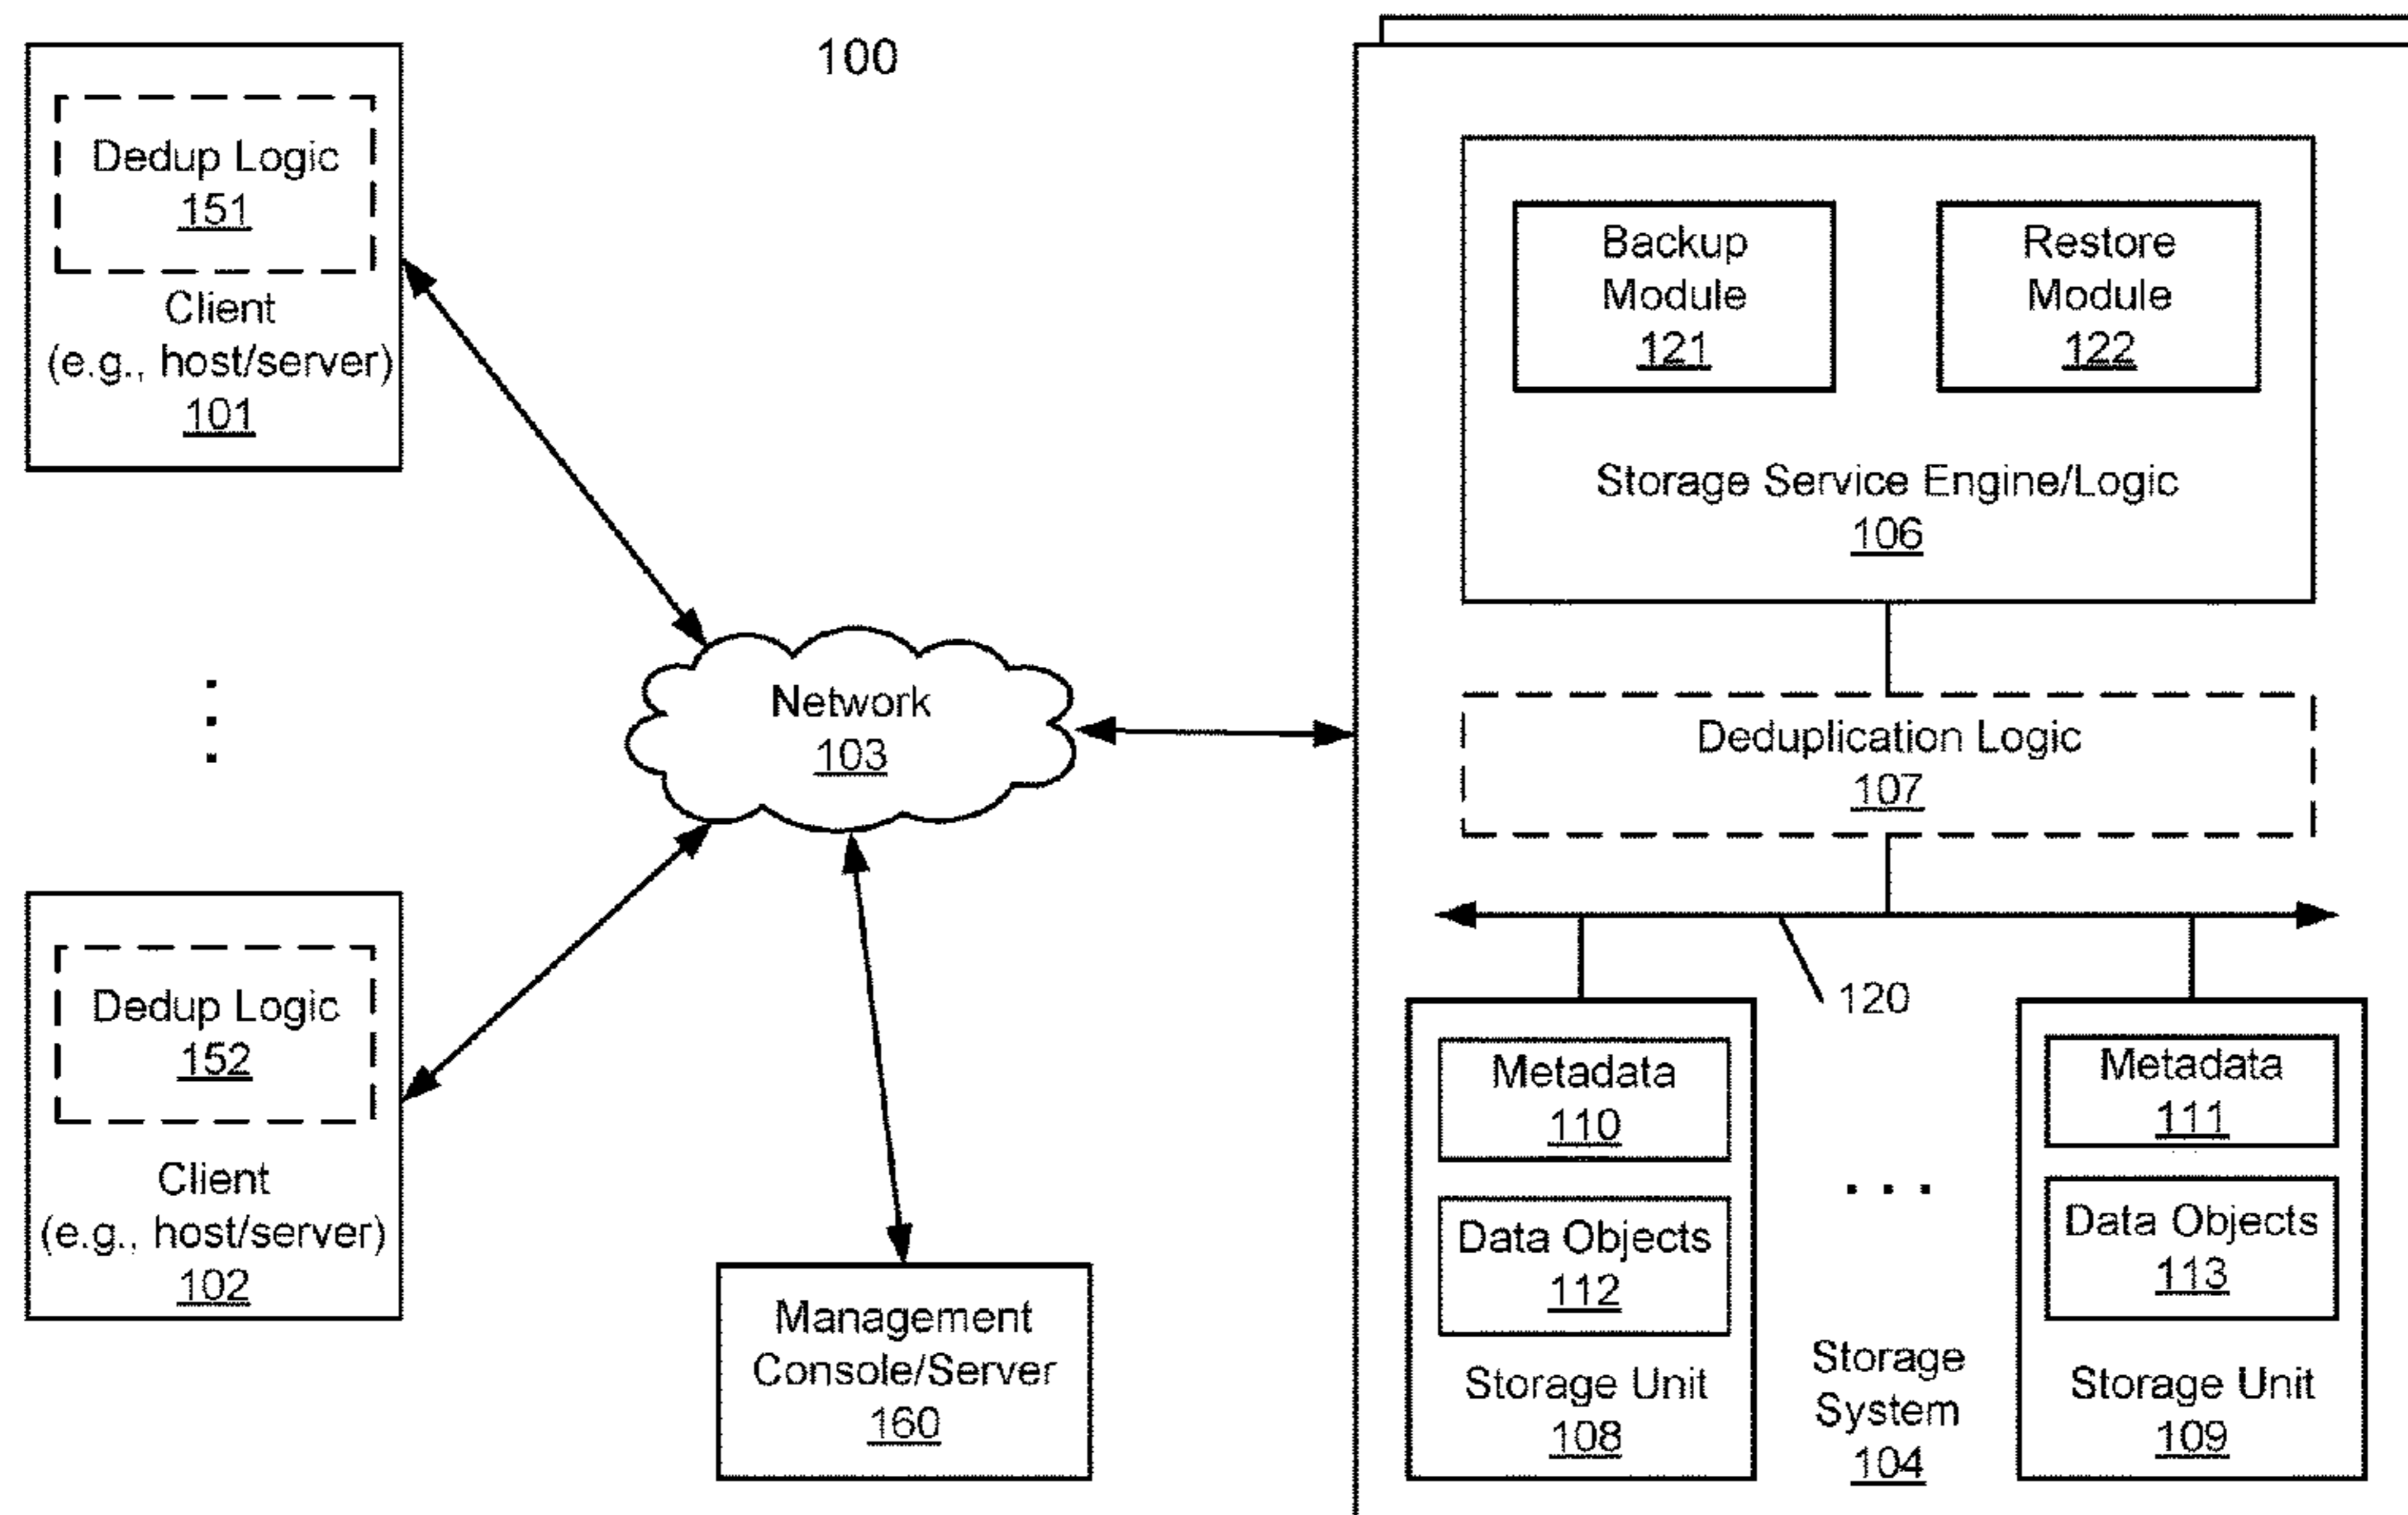 100
Dedup Logic
151
Client
(e.g., host/server)
101
Dedup Logic
152
Client
(e.g., host/server)
102
Network
103
Management
Console/Server
160
Backup
Module
121
Restore
Module
122
Storage Service Engine/Logic
106
Deduplication Logic
107
120
Metadata
110
Data Objects
112
Storage Unit
108
Storage
System
104
Metadata
111
Data Objects
113
Storage Unit
109